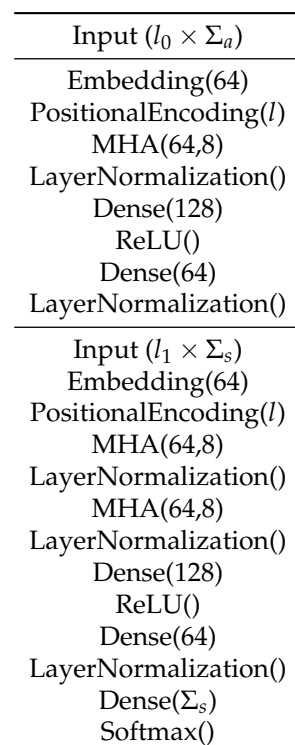 Input (l₀ × Σₐ)
Embedding(64)
PositionalEncoding(l)
MHA(64,8)
LayerNormalization()
Dense(128)
ReLU()
Dense(64)
LayerNormalization()
Input (l₁ × Σₛ)
Embedding(64)
PositionalEncoding(l)
MHA(64,8)
LayerNormalization()
MHA(64,8)
LayerNormalization()
Dense(128)
ReLU()
Dense(64)
LayerNormalization()
Dense(Σₛ)
Softmax()